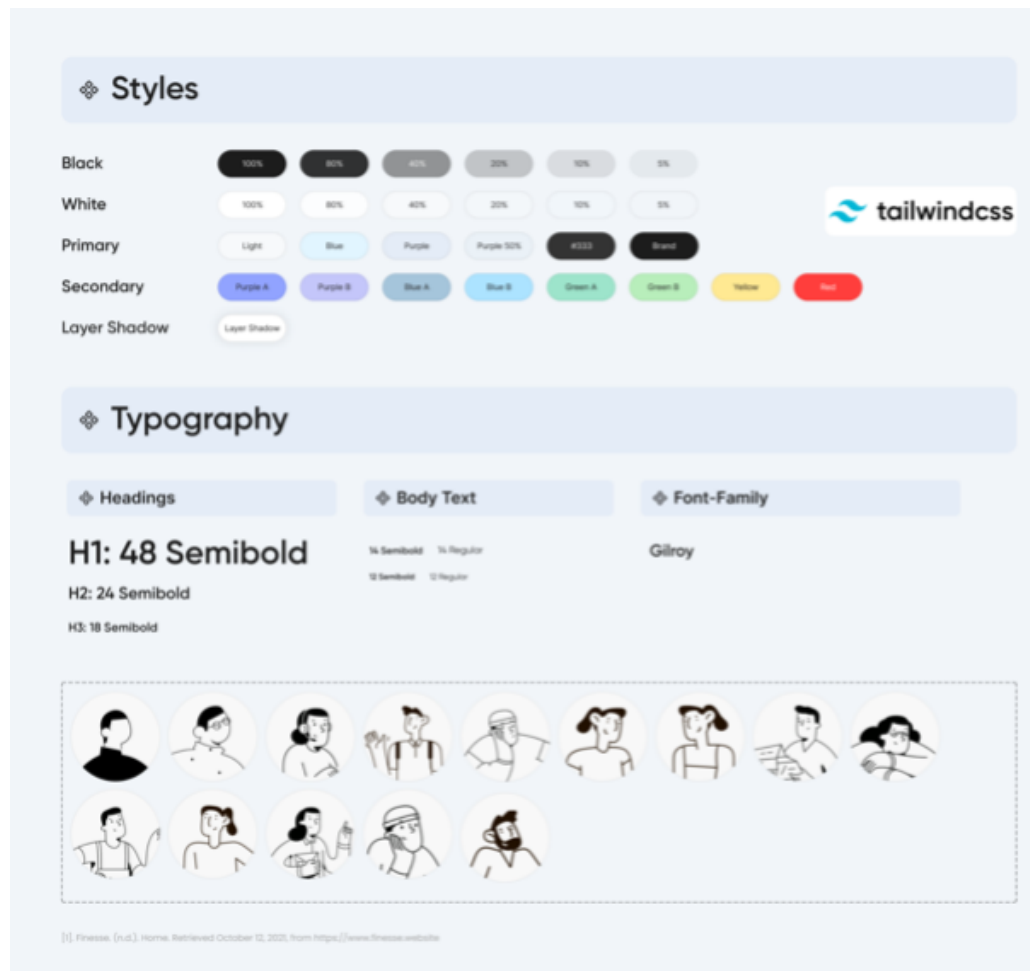 Styles
Black 100% 80% 40% 20% 10% 5%
White 100% 80% 40% 20% 10% 5%
tailwindcss
Primary Light Blue Purple Purple 50% #333 Brand
Secondary Purple A Purple B Blue A Blue B Green A Green B Yellow Red
Layer Shadow Layer Shadow
Typography
Headings Body Text Font-Family
H1: 48 Semibold
14 Semibold 14 Regular
Gilroy
12 Semibold 12 Regular
H2: 24 Semibold
H3: 18 Semibold
[1]. Finesse. (n.d.). Home. Retrieved October 12, 2021, from https://www.finesse.website